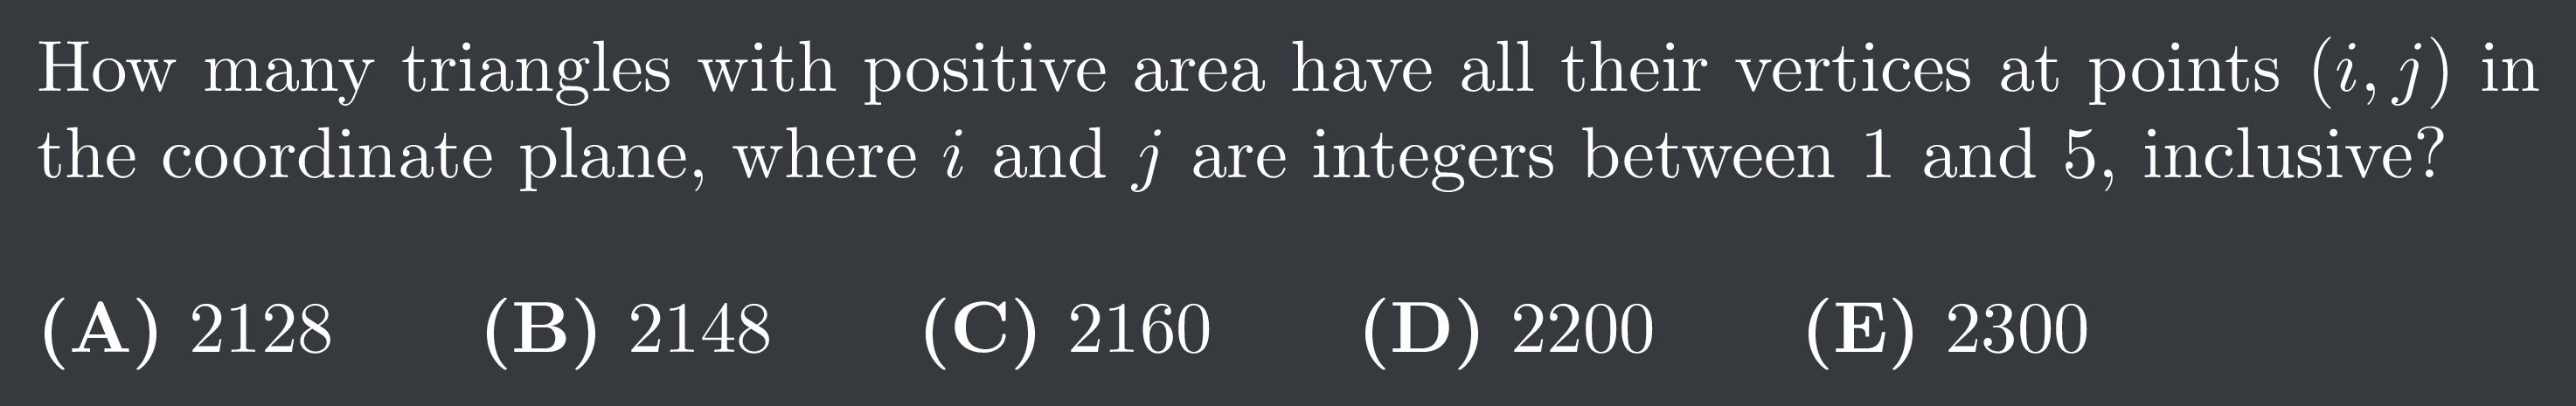 How many triangles with positive area have all their vertices at points (i, j) in
the coordinate plane, where i and j are integers between 1 and 5, inclusive?
(A) 2128 (B) 2148 (C) 2160 (D) 2200 (E) 2300